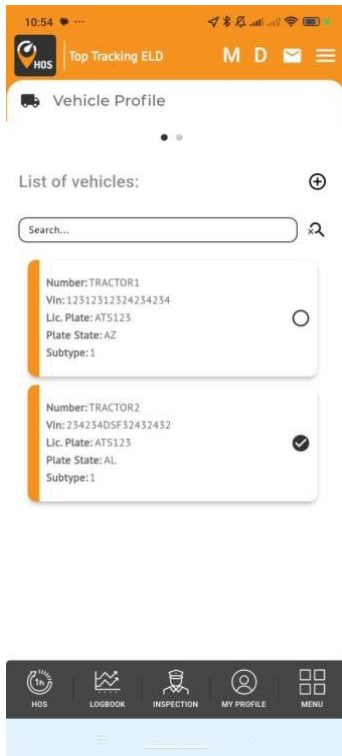 10:54
HOS
Top Tracking ELD
M D
Vehicle Profile
List of vehicles:
Search...
Number: TRACTOR1
Vin: 12312312324234234
Lic. Plate: ATS123
Plate State: AZ
Subtype: 1
Number: TRACTOR2
Vin: 234234DSF32432432
Lic. Plate: ATS123
Plate State: AL
Subtype: 1
1h
HOS
LOGBOOK
INSPECTION
MY PROFILE
MENU